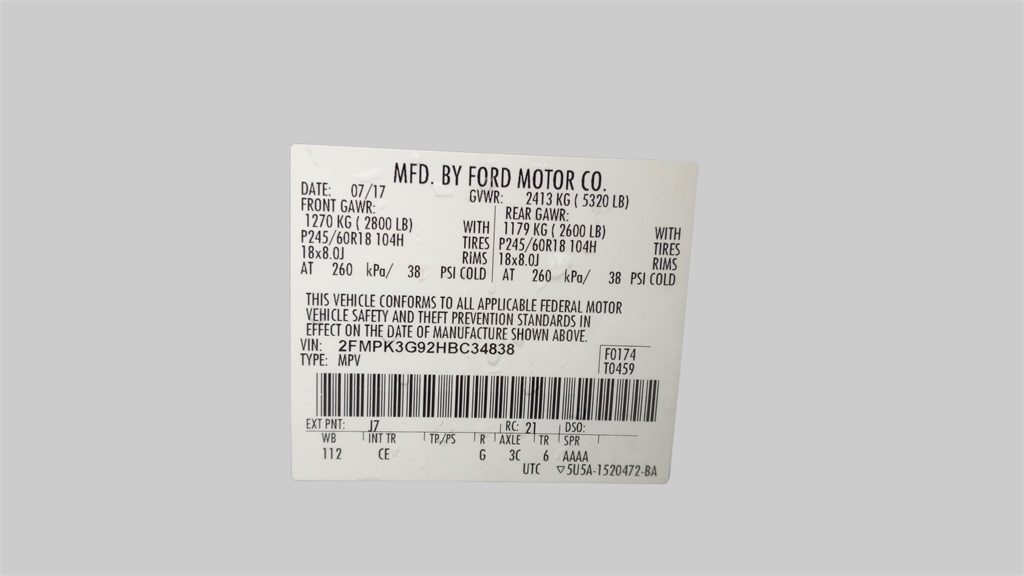 MFD. BY FORD MOTOR CO.
DATE: 07/17 GVWR: 2413 KG ( 5320 LB)
FRONT GAWR: REAR GAWR:
1270 KG ( 2800 LB) WITH 1179 KG ( 2600 LB) WITH
P245/60R18 104H TIRES P245/60R18 104H TIRES
18x8.0J RIMS 18x8.0J RIMS
AT 260 kPa/ 38 PSI COLD AT 260 kPa/ 38 PSI COLD
THIS VEHICLE CONFORMS TO ALL APPLICABLE FEDERAL MOTOR
VEHICLE SAFETY AND THEFT PREVENTION STANDARDS IN
EFFECT ON THE DATE OF MANUFACTURE SHOWN ABOVE.
VIN: 2FMPK3G92HBC34838 F0174
TYPE: MPV T0459
EXT PNT: J7 RC: 21 DSO:
WB INT TR TP/PS R AXLE TR SPR
112 CE G 3C 6 AAAA
UTC ▽5U5A-1520472-BA